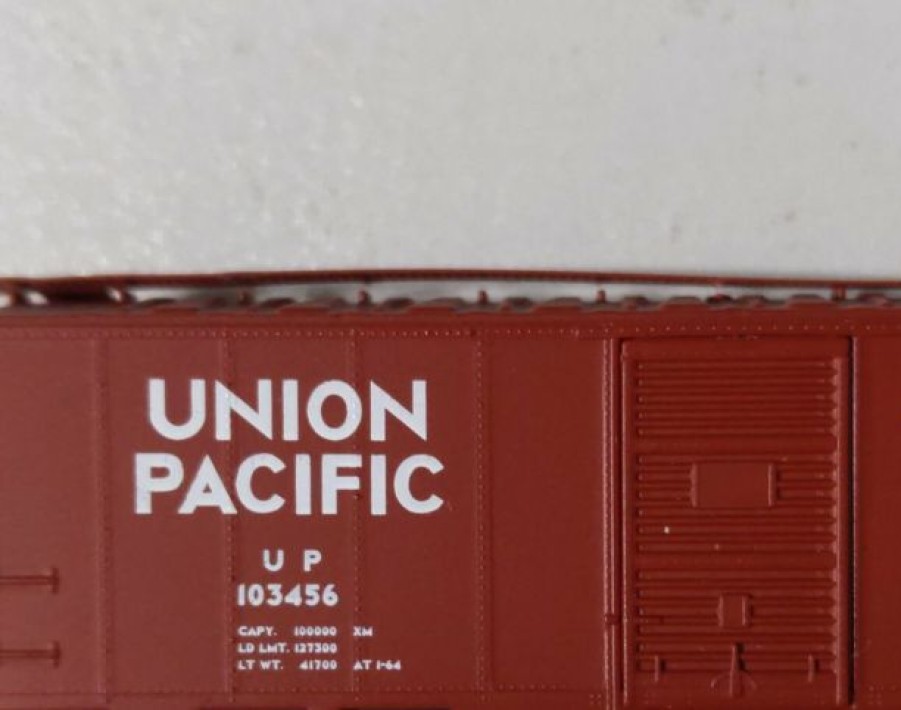 UNION
PACIFIC
U P
103456
CAPY. 100000 XM
LD LMT. 127300
LT WT. 41700 AT 1-64